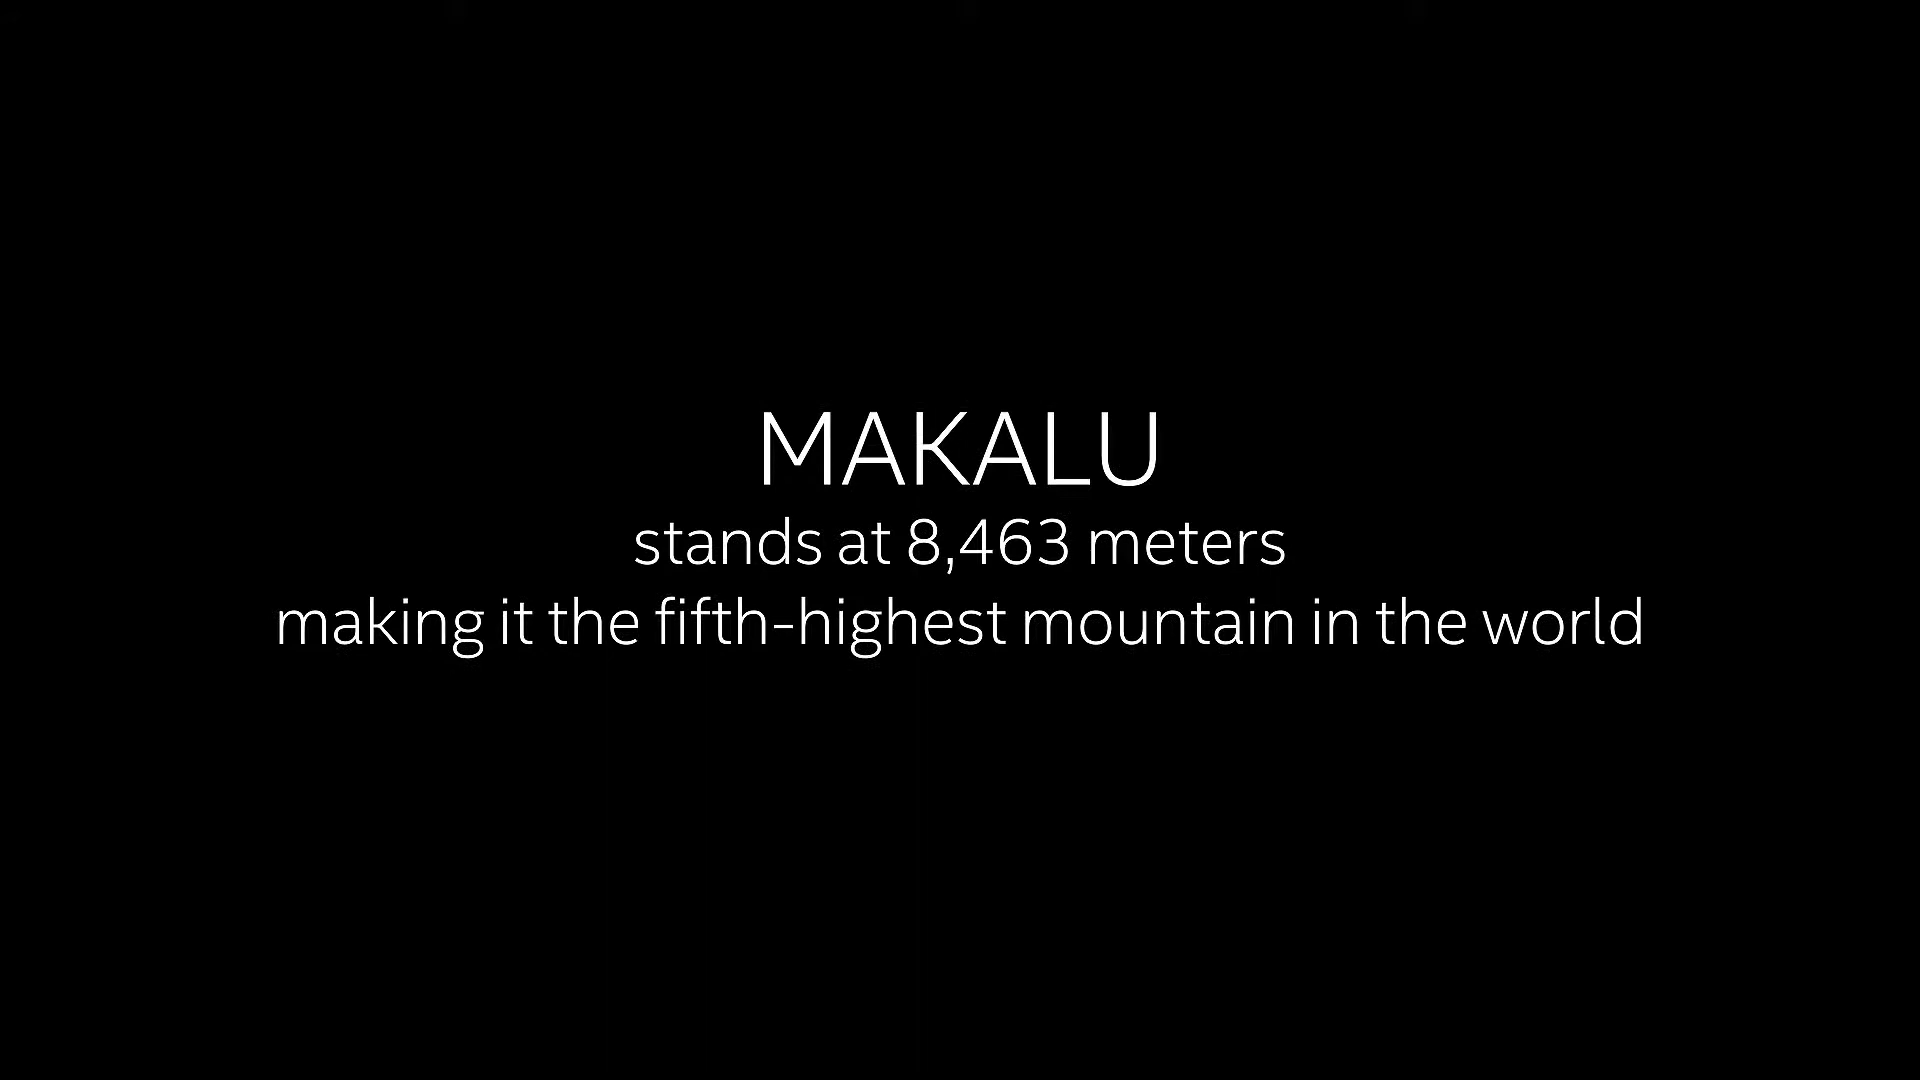 MAKALU
stands at 8,463 meters
making it the fifth-highest mountain in the world